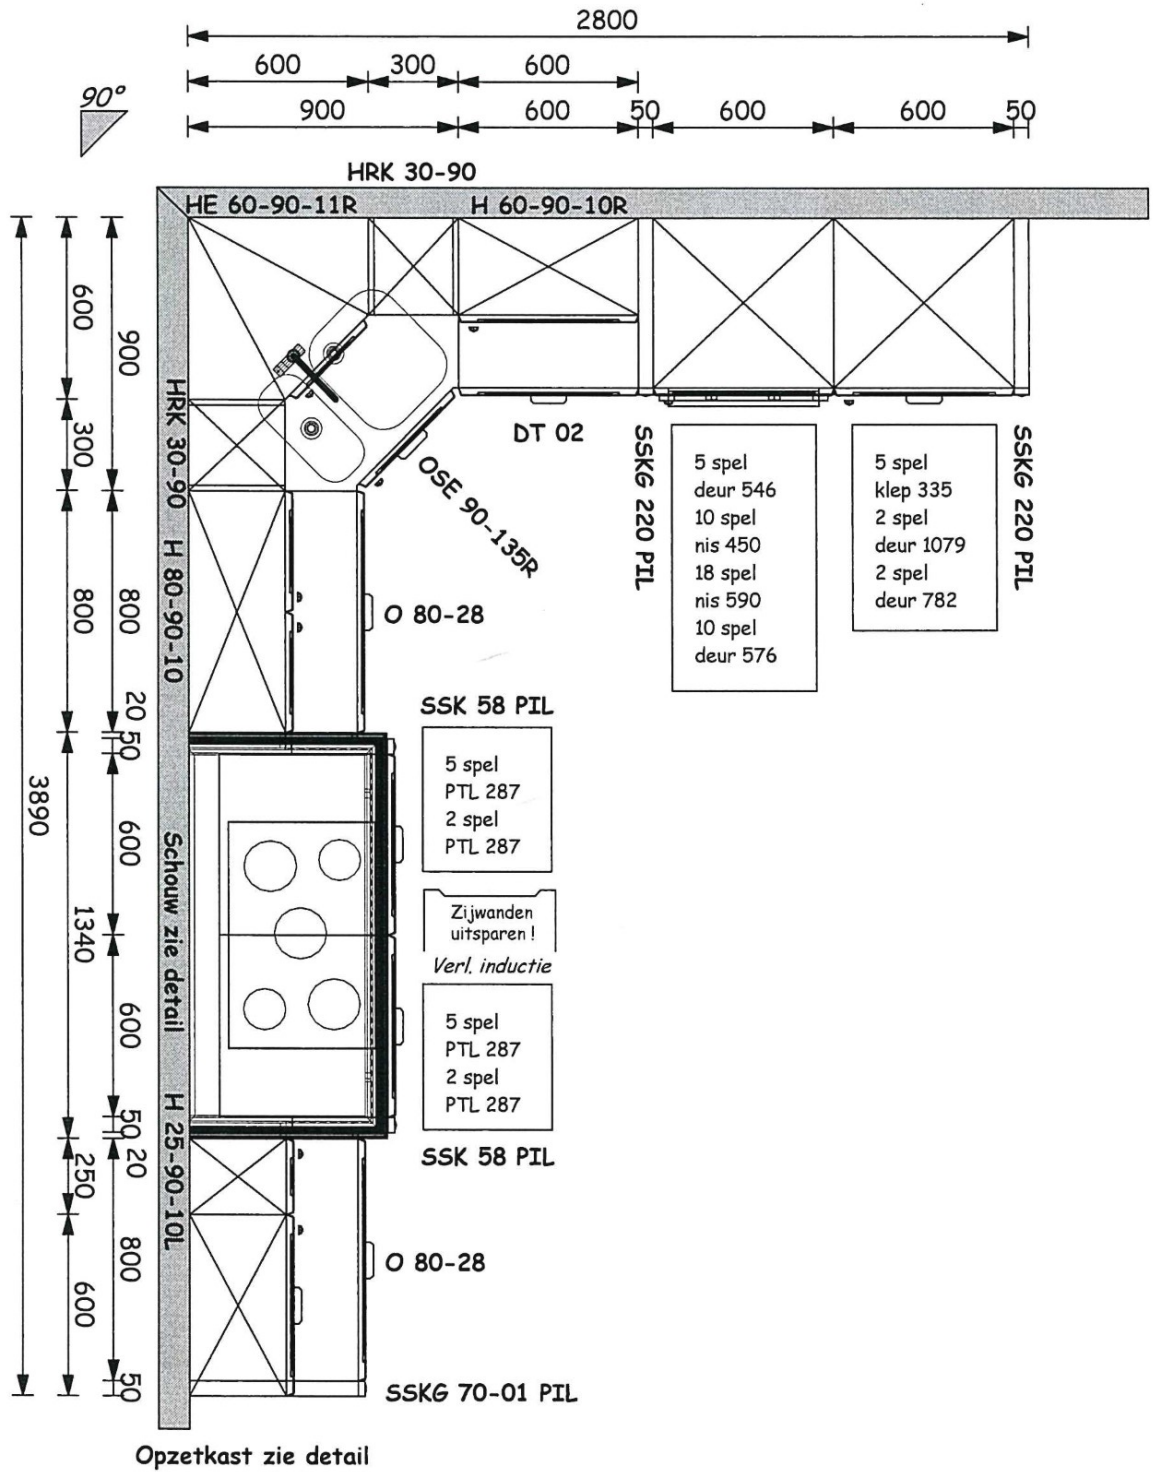 2800
600 300 600
90°
900 600 50 600 600 50
HRK 30-90
HE 60-90-11R H 60-90-10R
600
900
HRK 30-90
300
DT 02
OSE 90-135R
SSKG 220 PIL
5 spel
deur 546
10 spel
nis 450
18 spel
nis 590
10 spel
deur 576
5 spel
klep 335
2 spel
deur 1079
2 spel
deur 782
SSKG 220 PIL
H 80-90-10
800
800
O 80-28
20
50
SSK 58 PIL
5 spel
PTL 287
2 spel
PTL 287
3890
600
Schouw zie detail
1340
Zijwanden
uitsparen !
Verl. inductie
600
5 spel
PTL 287
2 spel
PTL 287
50
20
SSK 58 PIL
H 25-90-10L
250
800
O 80-28
600
50
SSKG 70-01 PIL
Opzetkast zie detail